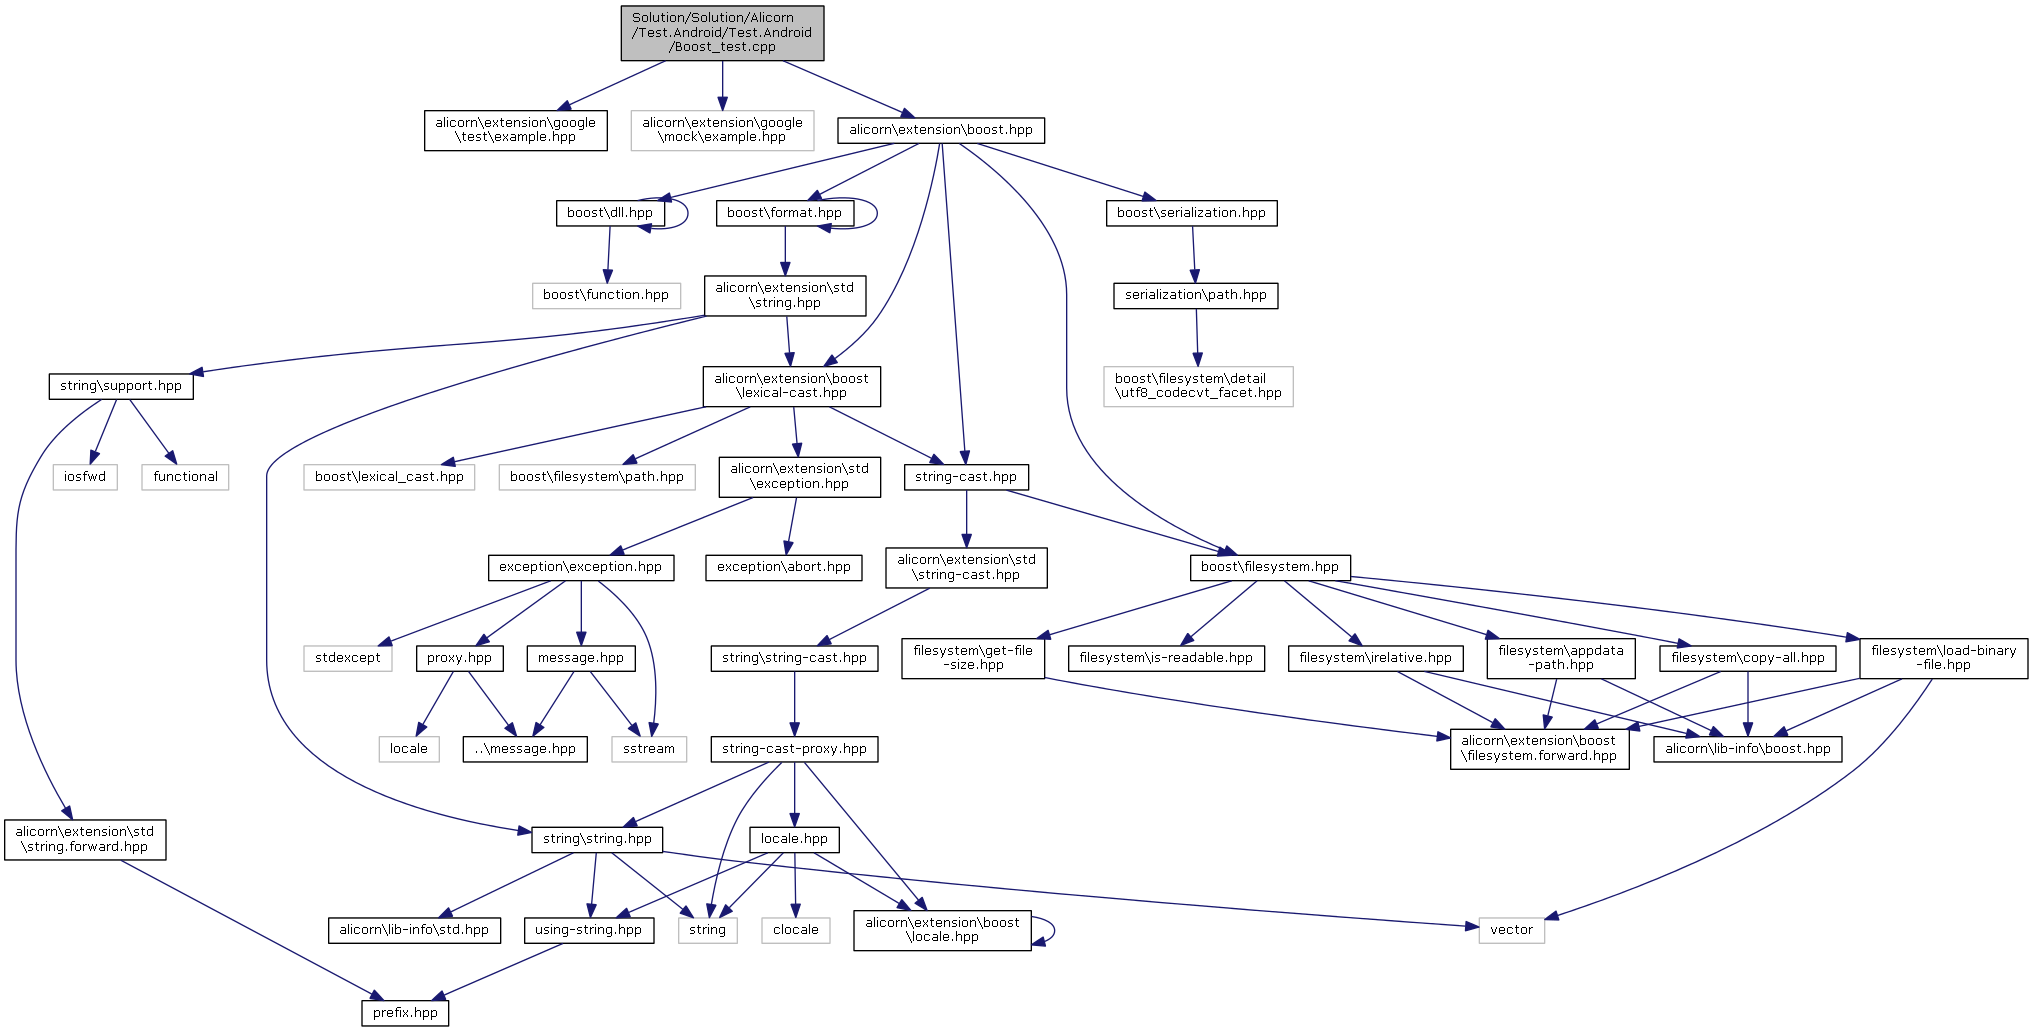 Solution/Solution/Alicorn
/Test.Android/Test.Android
/Boost_test.cpp
alicorn\extension\google
\test\example.hpp
alicorn\extension\google
\mock\example.hpp
alicorn\extension\boost.hpp
boost\dll.hpp
boost\format.hpp
boost\serialization.hpp
boost\function.hpp
alicorn\extension\std
\string.hpp
serialization\path.hpp
string\support.hpp
alicorn\extension\boost
\lexical-cast.hpp
boost\filesystem\detail
\utf8_codecvt_facet.hpp
iosfwd
functional
boost\lexical_cast.hpp
boost\filesystem\path.hpp
alicorn\extension\std
\exception.hpp
string-cast.hpp
exception\exception.hpp
exception\abort.hpp
alicorn\extension\std
\string-cast.hpp
boost\filesystem.hpp
stdexcept
proxy.hpp
message.hpp
string\string-cast.hpp
filesystem\get-file
-size.hpp
filesystem\is-readable.hpp
filesystem\irelative.hpp
filesystem\appdata
-path.hpp
filesystem\copy-all.hpp
filesystem\load-binary
-file.hpp
locale
..\message.hpp
sstream
string-cast-proxy.hpp
alicorn\extension\boost
\filesystem.forward.hpp
alicorn\lib-info\boost.hpp
alicorn\extension\std
\string.forward.hpp
string\string.hpp
locale.hpp
alicorn\lib-info\std.hpp
using-string.hpp
string
clocale
alicorn\extension\boost
\locale.hpp
vector
prefix.hpp